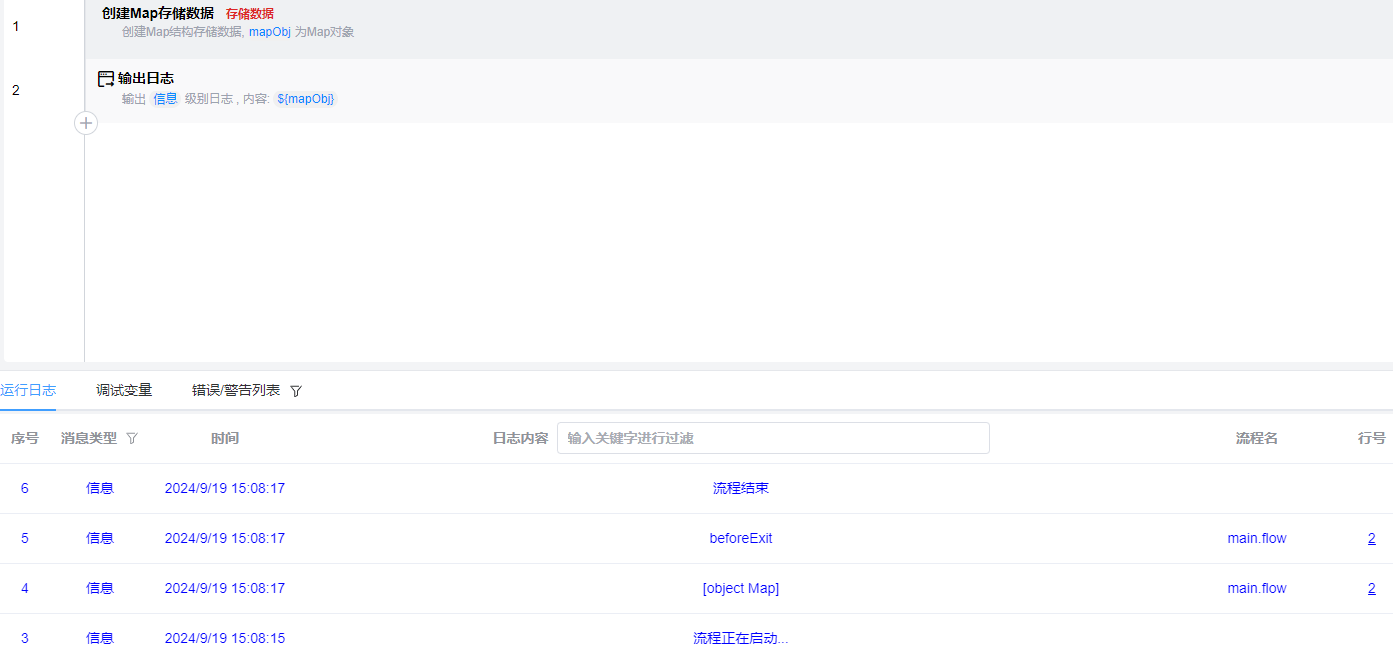 1
创建Map存储数据 存储数据
创建Map结构存储数据, mapObj 为Map对象
2
输出日志
输出 信息 级别日志 , 内容: ${mapObj}
运行日志 调试变量 错误/警告列表
序号 消息类型 时间 日志内容 输入关键字进行过滤 流程名 行号
6 信息 2024/9/19 15:08:17 流程结束
5 信息 2024/9/19 15:08:17 beforeExit main.flow 2
4 信息 2024/9/19 15:08:17 [object Map] main.flow 2
3 信息 2024/9/19 15:08:15 流程正在启动...